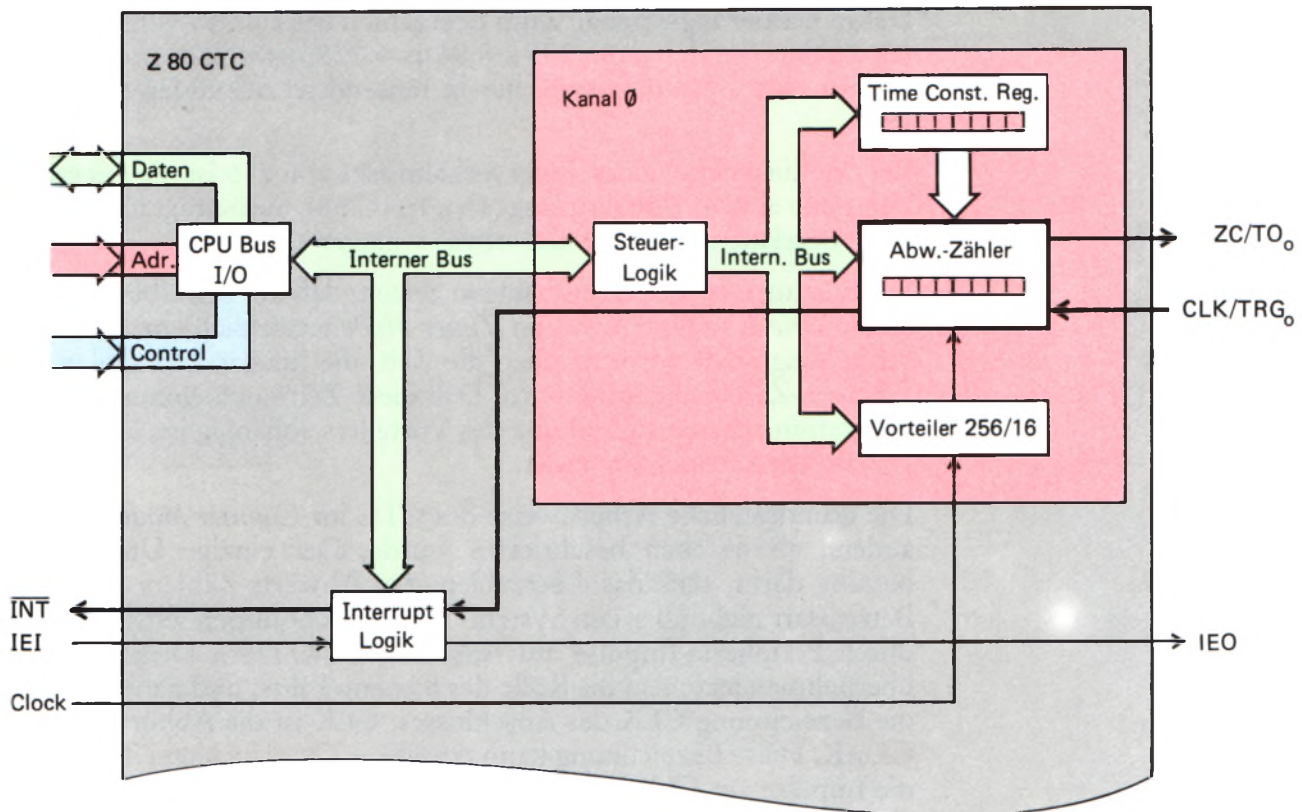 Z 80 CTC
Kanal 0
Time Const. Reg.
Daten
CPU Bus
I/O
Adr.
Interner Bus
Steuer-
Logik
Intern. Bus
Abw.-Zähler
ZC/TO₀
CLK/TRG₀
Control
Vorteiler 256/16
INT
IEI
Interrupt
Logik
IEO
Clock